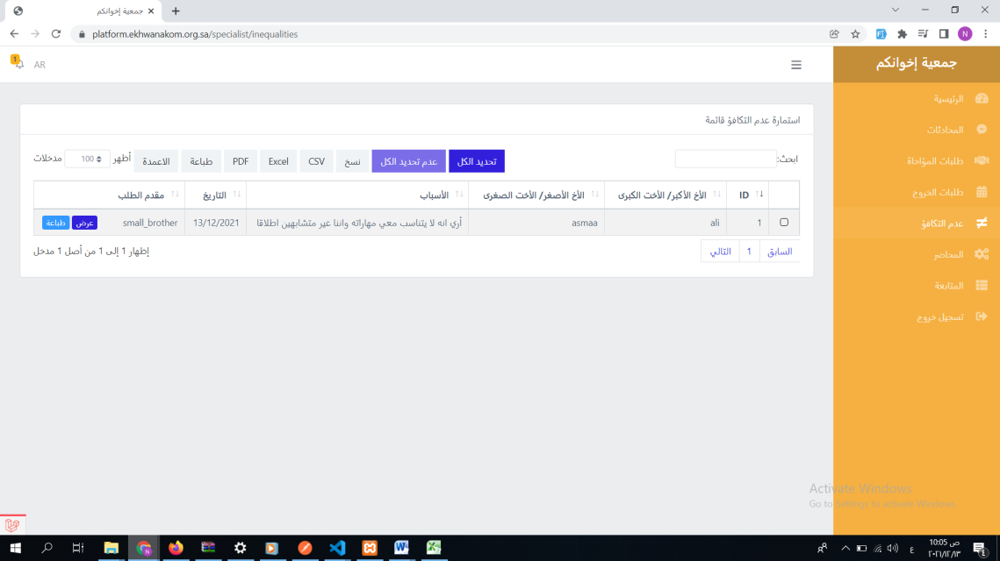 جمعية إخوانكم
platform.ekhwanakom.org.sa/specialist/inequalities
N
جمعية إخوانكم
1
AR
الرئيسية
المحادثات
طلبات المؤاخاة
طلبات الخروج
عدم التكافؤ
المحاضر
المتابعة
تسجيل خروج
استمارة عدم التكافؤ قائمة
ابحث:
تحديد الكل
عدم تحديد الكل
نسخ
CSV
Excel
PDF
طباعة
الاعمدة
أظهر 100 مدخلات
ID
الأخ الأكبر/ الأخت الكبرى
الأخ الأصغر/ الأخت الصغرى
الأسباب
التاريخ
مقدم الطلب
1
ali
asmaa
أري انه لا يتناسب معي مهاراته واننا غير متشابهين اطلاقا
13/12/2021
small_brother
عرض
طباعة
السابق
1
التالي
إظهار 1 إلى 1 من أصل 1 مدخل
Activate Windows
Go to Settings to activate Windows.
ع
10:05 ص
٢٠٢١/١٢/١٣
٤